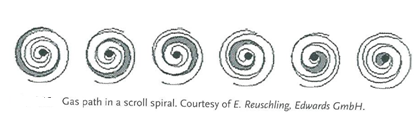 Gas path in a scroll spiral. Courtesy of E. Reuschling, Edwards GmbH.